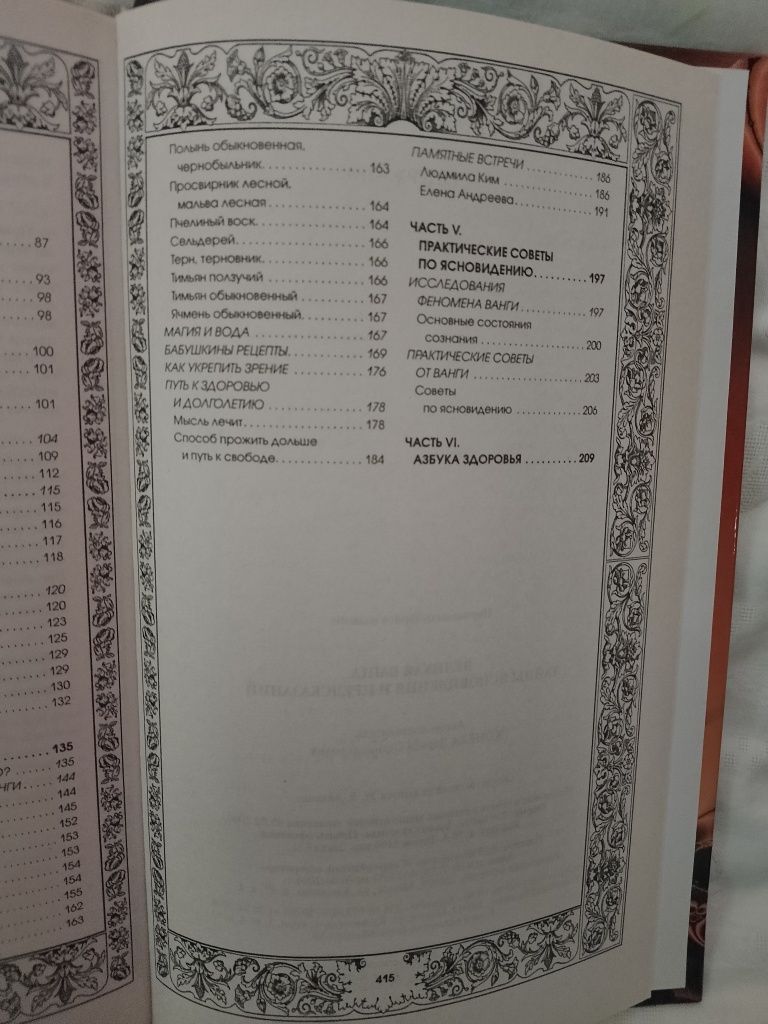 87
93
98
98
100
101
101
104
109
112
115
115
116
117
118
120
120
123
125
129
129
130
132
135
О? ...... 135
НГИ..... 144
144
145
152
153
153
154
154
155
162
163
Полынь обыкновенная,
чернобыльник................ 163
Просвирник лесной,
мальва лесная............... 164
Пчелиный воск................. 164
Сельдерей..................... 166
Терн, терновник............... 166
Тимьян ползучий .............. 166
Тимьян обыкновенный .......... 167
Ячмень обыкновенный........... 167
МАГИЯ И ВОДА ................. 167
БАБУШКИНЫ РЕЦЕПТЫ............. 169
КАК УКРЕПИТЬ ЗРЕНИЕ .......... 176
ПУТЬ К ЗДОРОВЬЮ
И ДОЛГОЛЕТИЮ ................ 178
Мысль лечит................... 178
Способ прожить дольше
и путь к свободе............. 184
ПАМЯТНЫЕ ВСТРЕЧИ ............. 186
Людмила Ким .................. 186
Елена Андреева................ 191
ЧАСТЬ V.
ПРАКТИЧЕСКИЕ СОВЕТЫ
ПО ЯСНОВИДЕНИЮ.......... 197
ИССЛЕДОВАНИЯ
ФЕНОМЕНА ВАНГИ .............. 197
Основные состояния
сознания .................... 200
ПРАКТИЧЕСКИЕ СОВЕТЫ
ОТ ВАНГИ .................... 203
Советы
по ясновидению .............. 206
ЧАСТЬ VI.
АЗБУКА ЗДОРОВЬЯ .......... 209
415